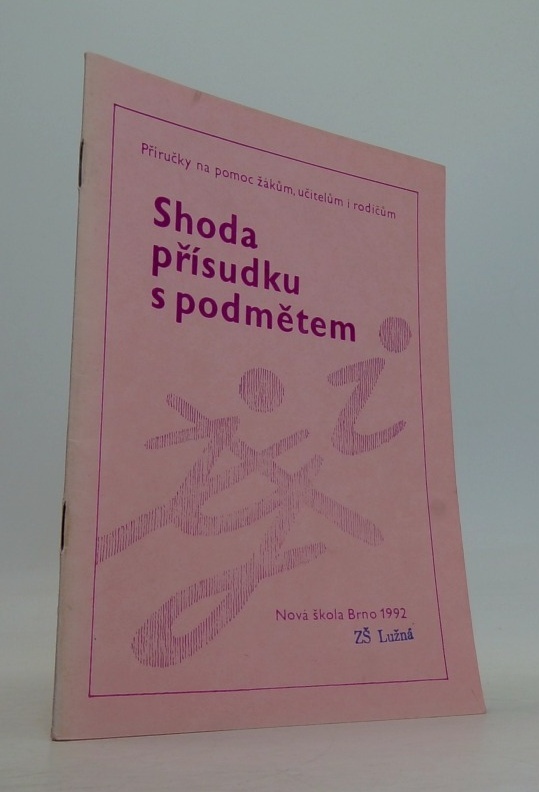 Příručky na pomoc žákům, učitelům i rodičům
Shoda
přísudku
s podmětem
i
y
Nová škola Brno 1992
ZŠ Lužná